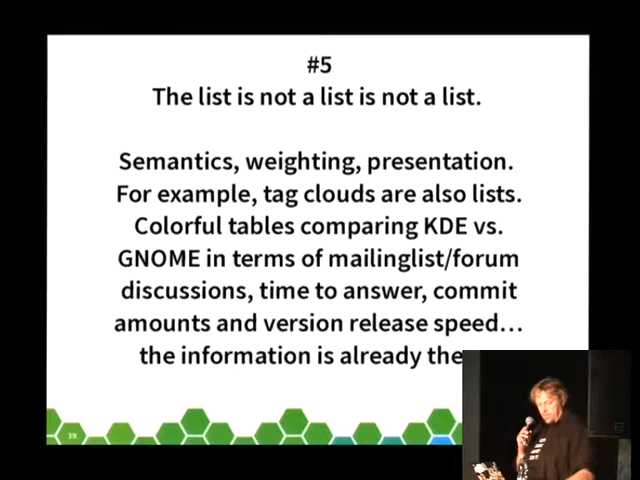 #5
The list is not a list is not a list.
Semantics, weighting, presentation.
For example, tag clouds are also lists.
Colorful tables comparing KDE vs.
GNOME in terms of mailinglist/forum
discussions, time to answer, commit
amounts and version release speed...
the information is already
39